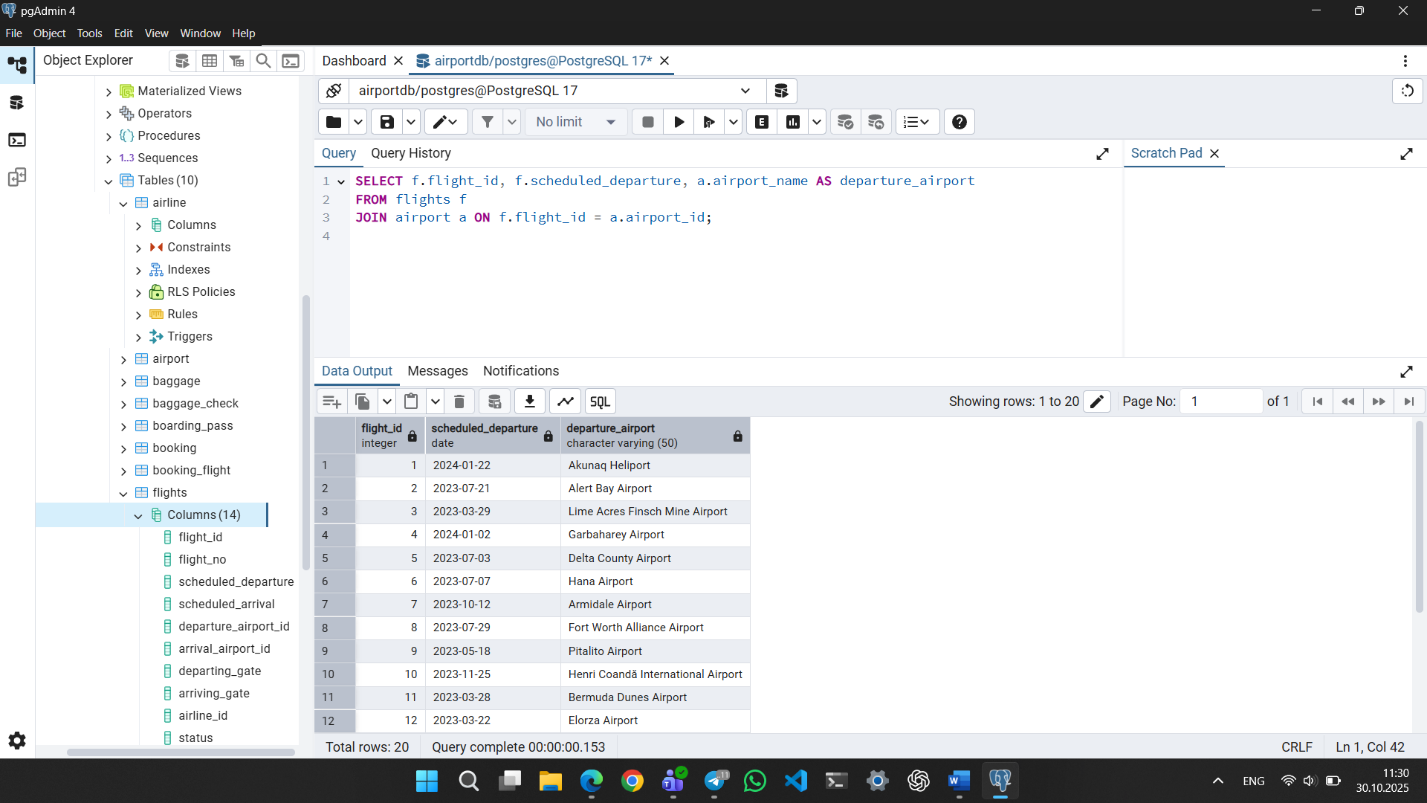 pgAdmin 4
File Object Tools Edit View Window Help
Object Explorer
Dashboard
airportdb/postgres@PostgreSQL 17*
airportdb/postgres@PostgreSQL 17
No limit
E
Materialized Views
Operators
Procedures
1..3 Sequences
Tables (10)
airline
Columns
Constraints
Indexes
RLS Policies
Rules
Triggers
airport
baggage
baggage_check
boarding_pass
booking
booking_flight
flights
Columns (14)
flight_id
flight_no
scheduled_departure
scheduled_arrival
departure_airport_id
arrival_airport_id
departing_gate
arriving_gate
airline_id
status
Query Query History
Scratch Pad
1 SELECT f.flight_id, f.scheduled_departure, a.airport_name AS departure_airport
2 FROM flights f
3 JOIN airport a ON f.flight_id = a.airport_id;
4
Data Output Messages Notifications
SQL
Showing rows: 1 to 20
Page No: 1 of 1
flight_id scheduled_departure departure_airport
integer date character varying (50)
1 1 2024-01-22 Akunaq Heliport
2 2 2023-07-21 Alert Bay Airport
3 3 2023-03-29 Lime Acres Finsch Mine Airport
4 4 2024-01-02 Garbaharey Airport
5 5 2023-07-03 Delta County Airport
6 6 2023-07-07 Hana Airport
7 7 2023-10-12 Armidale Airport
8 8 2023-07-29 Fort Worth Alliance Airport
9 9 2023-05-18 Pitalito Airport
10 10 2023-11-25 Henri Coandă International Airport
11 11 2023-03-28 Bermuda Dunes Airport
12 12 2023-03-22 Elorza Airport
Total rows: 20 Query complete 00:00:00.153
CRLF Ln 1, Col 42
11
ENG
11:30
30.10.2025